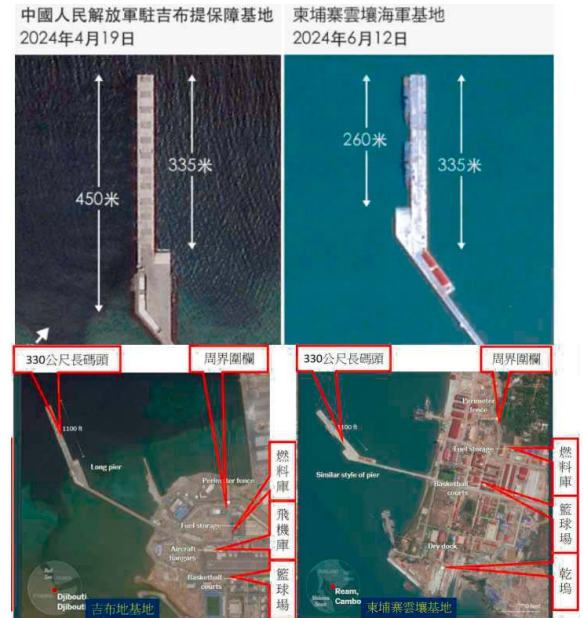 中國人民解放軍駐吉布提保障基地
2024年4月19日
柬埔寨雲壤海軍基地
2024年6月12日
450米
335米
260米
335米
330公尺長碼頭
周界圍欄
1100 ft
Long pier
Perimeter fence
Fuel storage
Aircraft
hangars
Basketball
courts
燃料庫
飛機庫
籃球場
Red
Sea
Djibouti,
Djibouti
吉布地基地
330公尺長碼頭
周界圍欄
Perimeter
fence
1100 ft
Fuel storage
Similar style of pier
Basketball
courts
Dry dock
燃料庫
籃球場
乾塢
Ream,
Cambo
柬埔寨雲壤基地